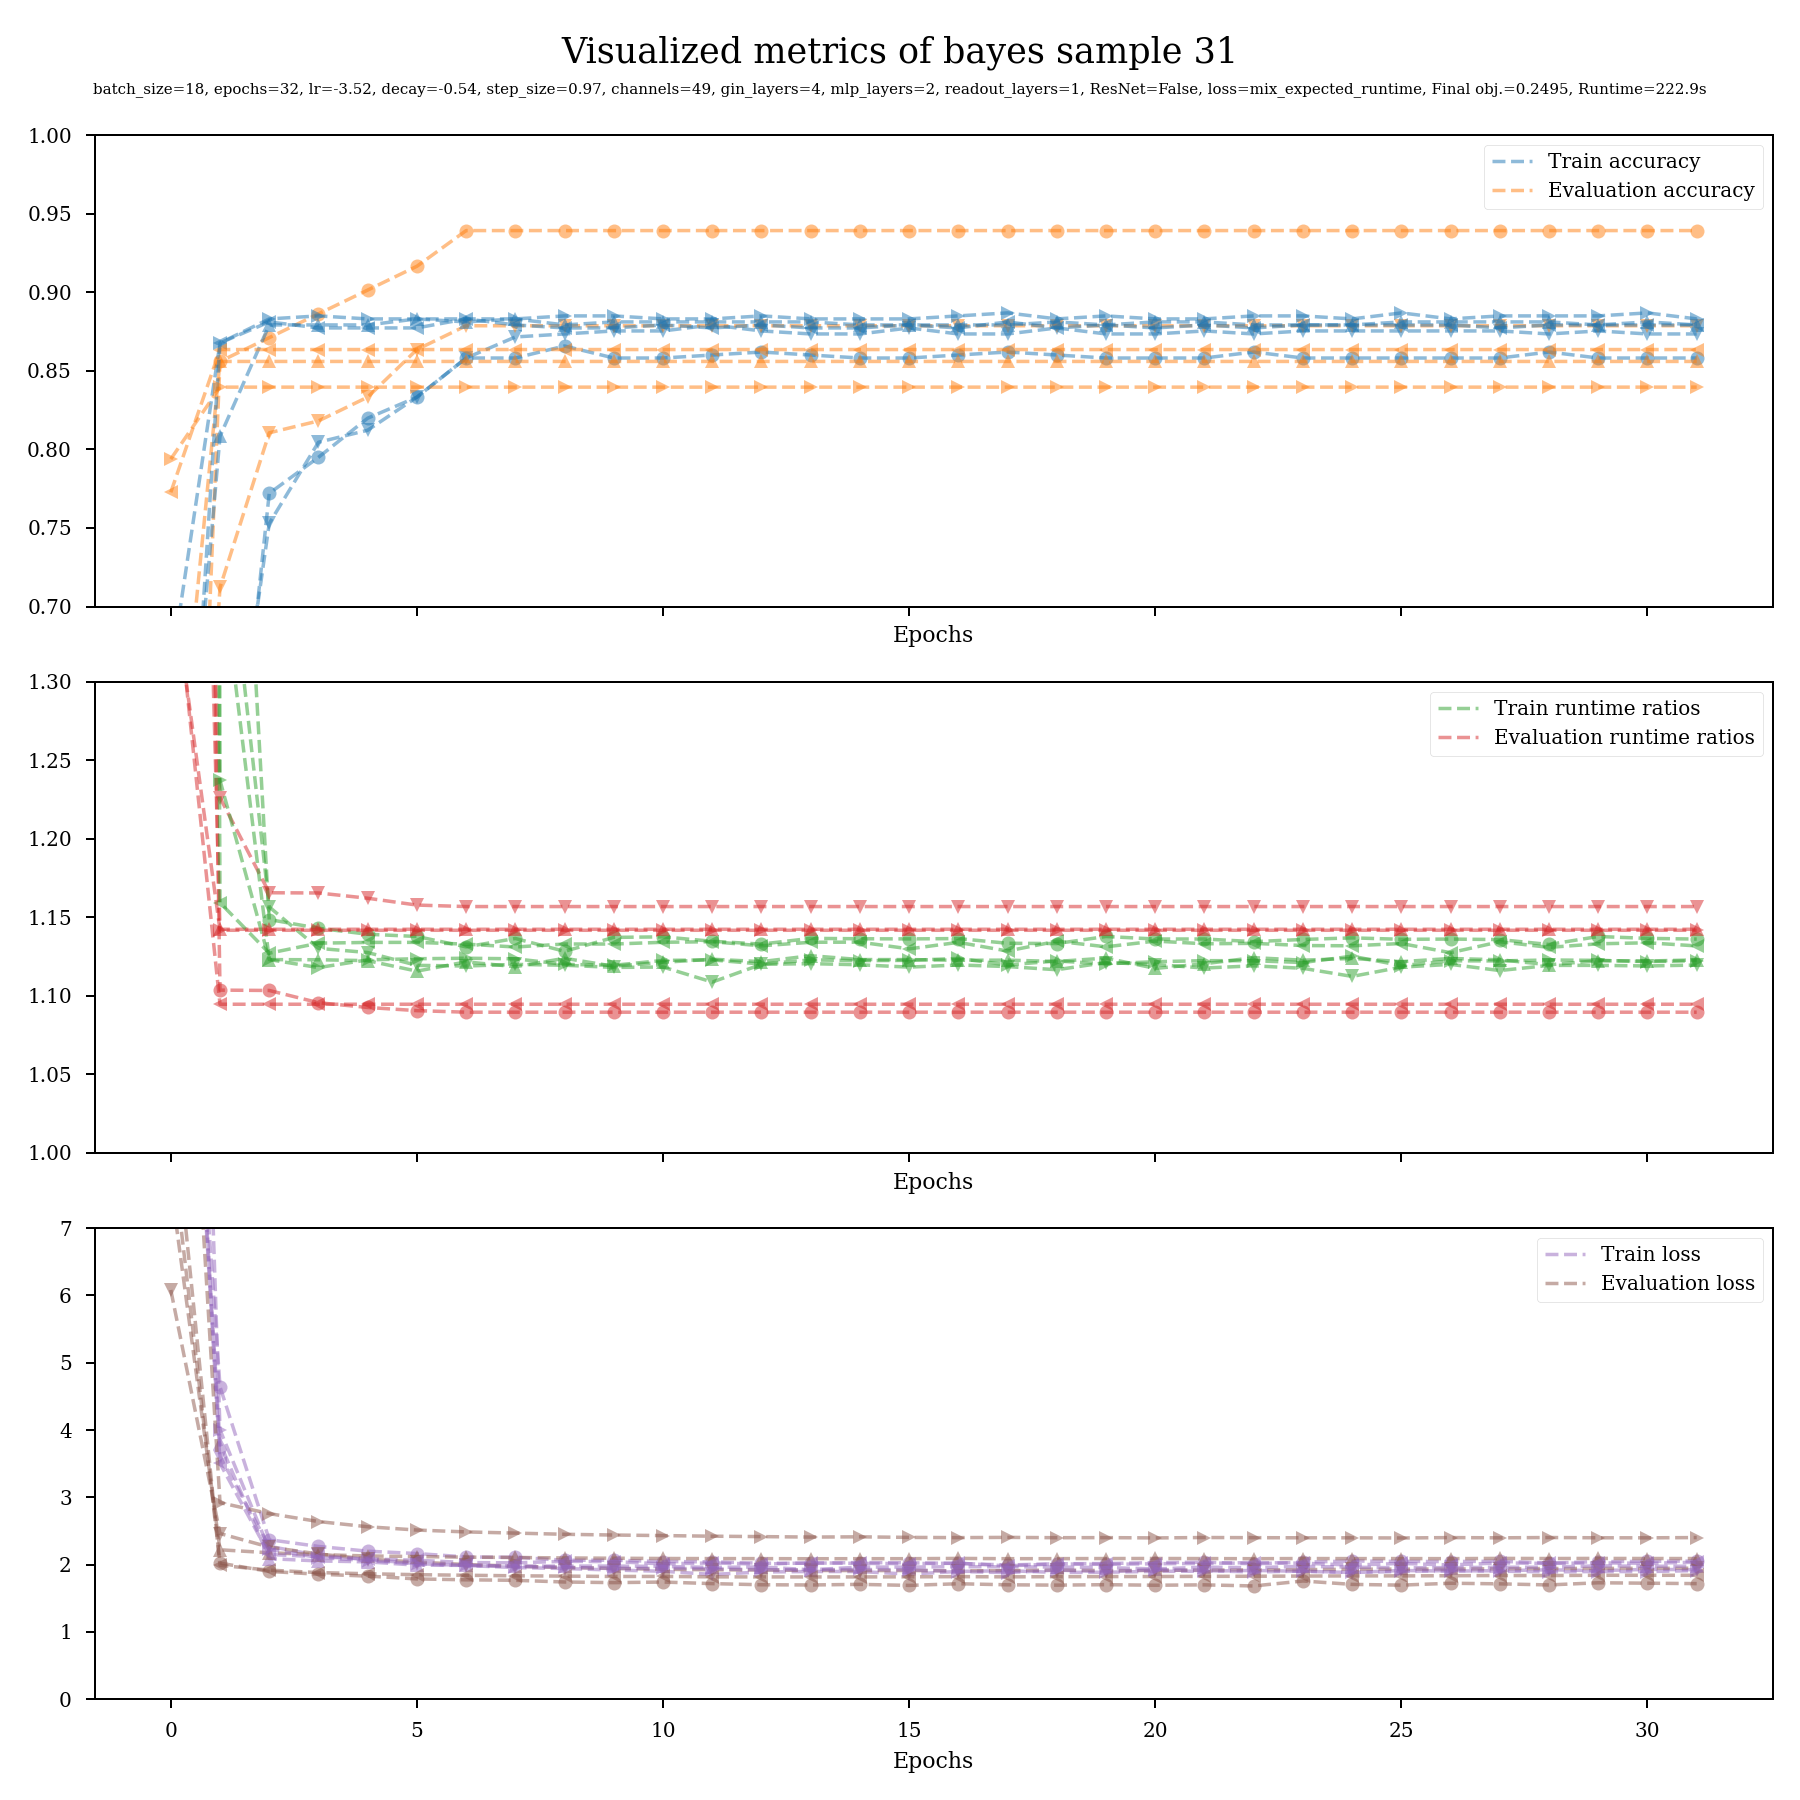 Visualized metrics of bayes sample 31
batch_size=18, epochs=32, lr=-3.52, decay=-0.54, step_size=0.97, channels=49, gin_layers=4, mlp_layers=2, readout_layers=1, ResNet=False, loss=mix_expected_runtime, Final obj.=0.2495, Runtime=222.9s
1.00
0.95
0.90
0.85
0.80
0.75
0.70
Train accuracy
Evaluation accuracy
Epochs
1.30
1.25
1.20
1.15
1.10
1.05
1.00
Train runtime ratios
Evaluation runtime ratios
Epochs
7
6
5
4
3
2
1
0
Train loss
Evaluation loss
0 5 10 15 20 25 30
Epochs